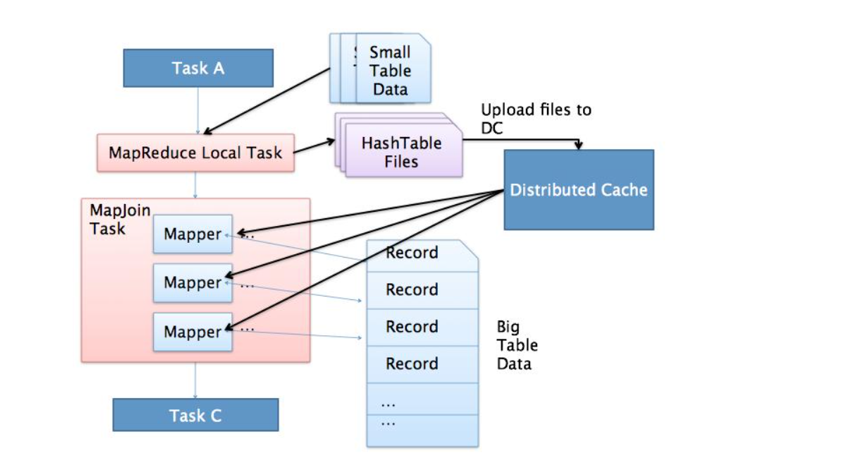 Task A
Small
Table
Data
Upload files to
DC
MapReduce Local Task
HashTable
Files
Distributed Cache
MapJoin
Task
Mapper
...
Mapper
...
Mapper
...
Record
Record
Record
Record
...
...
Big
Table
Data
Task C